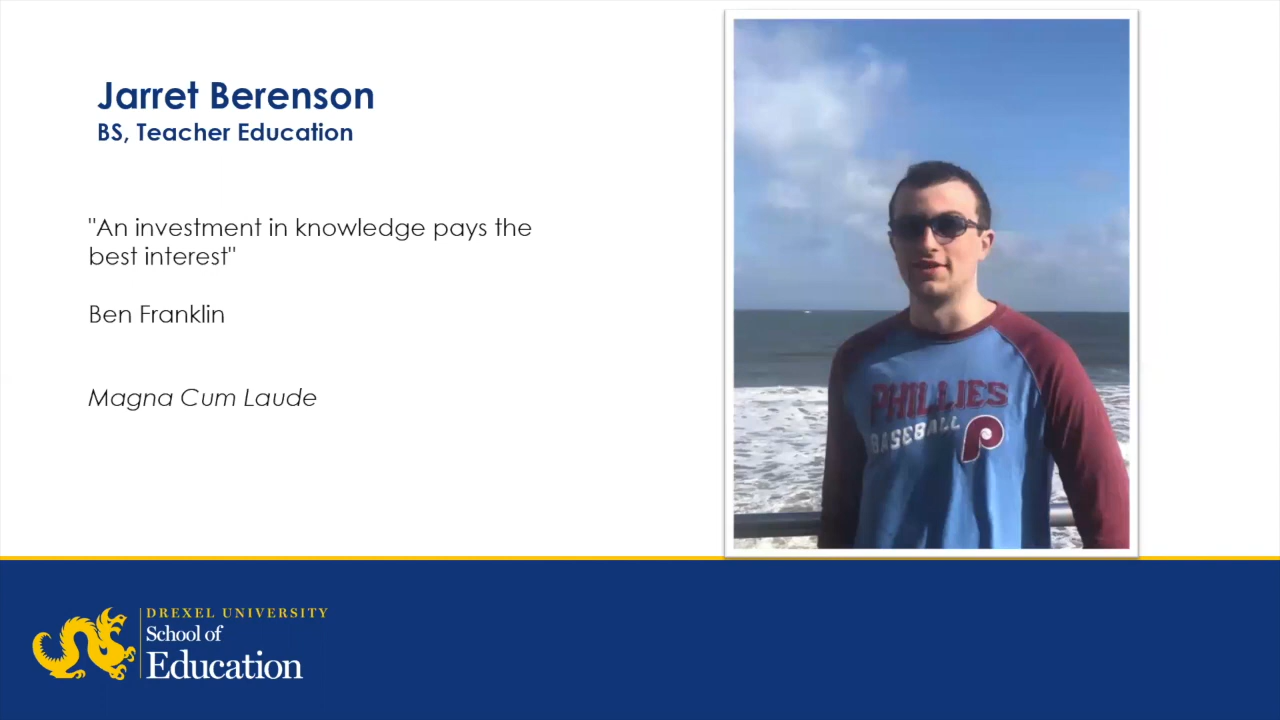 Jarret Berenson
BS, Teacher Education
"An investment in knowledge pays the
best interest"
Ben Franklin
Magna Cum Laude
PHILLIES
BASEBALL
P
DREXEL UNIVERSITY
School of
Education